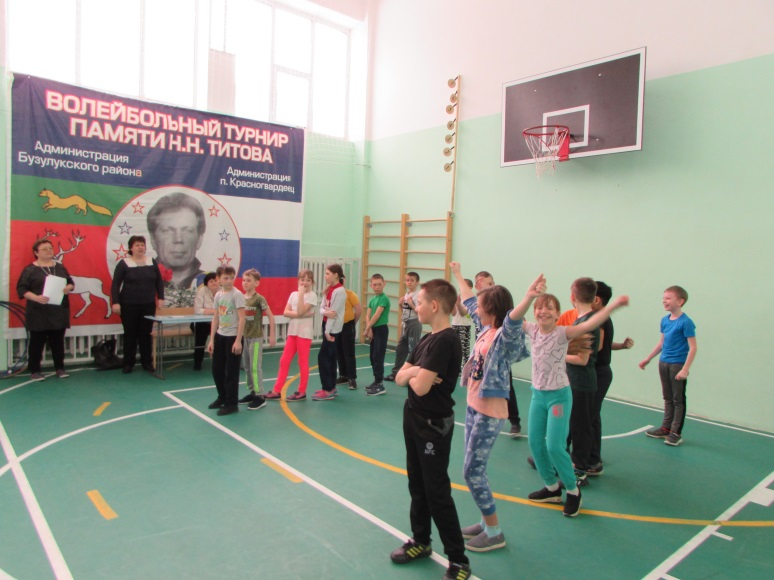 ВОЛЕЙБОЛЬНЫЙ ТУРНИР
ПАМЯТИ Н.Н. ТИТОВА
Администрация
Бузулукского района
Администрация
п. Красногвардеец